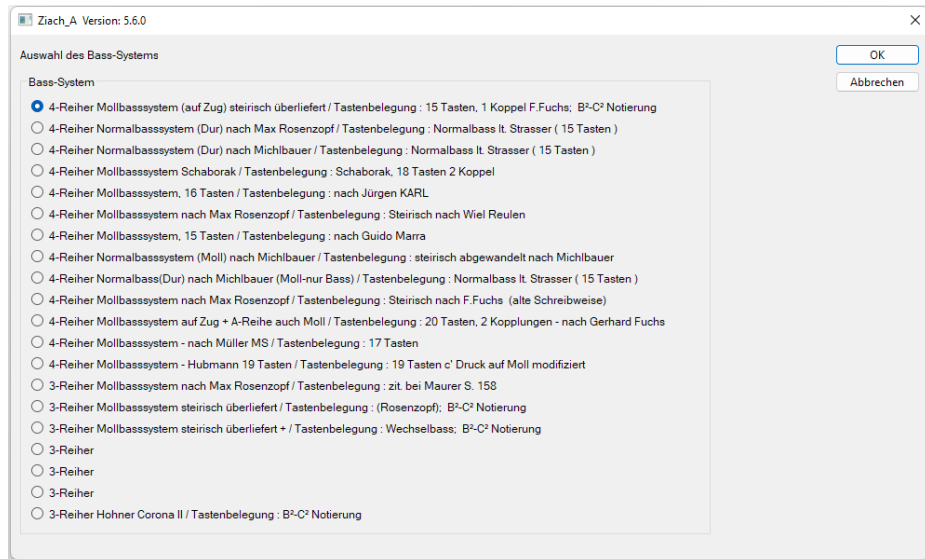 Ziach_A Version: 5.6.0
Auswahl des Bass-Systems
OK
Abbrechen
Bass-System
4-Reiher Mollbasssystem (auf Zug) steirisch überliefert / Tastenbelegung : 15 Tasten, 1 Koppel F.Fuchs; B²-C² Notierung
4-Reiher Normalbasssystem (Dur) nach Max Rosenzopf / Tastenbelegung : Normalbass lt. Strasser ( 15 Tasten )
4-Reiher Normalbasssystem (Dur) nach Michlbauer / Tastenbelegung : Normalbass lt. Strasser ( 15 Tasten )
4-Reiher Mollbasssystem Schaborak / Tastenbelegung : Schaborak, 18 Tasten 2 Koppel
4-Reiher Mollbasssystem, 16 Tasten / Tastenbelegung : nach Jürgen KARL
4-Reiher Mollbasssystem nach Max Rosenzopf / Tastenbelegung : Steirisch nach Wiel Reulen
4-Reiher Mollbasssystem, 15 Tasten / Tastenbelegung : nach Guido Marra
4-Reiher Normalbasssystem (Moll) nach Michlbauer / Tastenbelegung : steirisch abgewandelt nach Michlbauer
4-Reiher Normalbass(Dur) nach Michlbauer (Moll-nur Bass) / Tastenbelegung : Normalbass lt. Strasser ( 15 Tasten )
4-Reiher Mollbasssystem nach Max Rosenzopf / Tastenbelegung : Steirisch nach F.Fuchs (alte Schreibweise)
4-Reiher Mollbasssystem auf Zug + A-Reihe auch Moll / Tastenbelegung : 20 Tasten, 2 Kopplungen - nach Gerhard Fuchs
4-Reiher Mollbasssystem - nach Müller MS / Tastenbelegung : 17 Tasten
4-Reiher Mollbasssystem - Hubmann 19 Tasten / Tastenbelegung : 19 Tasten c' Druck auf Moll modifiziert
3-Reiher Mollbasssystem nach Max Rosenzopf / Tastenbelegung : zit. bei Maurer S. 158
3-Reiher Mollbasssystem steirisch überliefert / Tastenbelegung : (Rosenzopf); B²-C² Notierung
3-Reiher Mollbasssystem steirisch überliefert + / Tastenbelegung : Wechselbass; B²-C² Notierung
3-Reiher
3-Reiher
3-Reiher
3-Reiher Hohner Corona II / Tastenbelegung : B²-C² Notierung